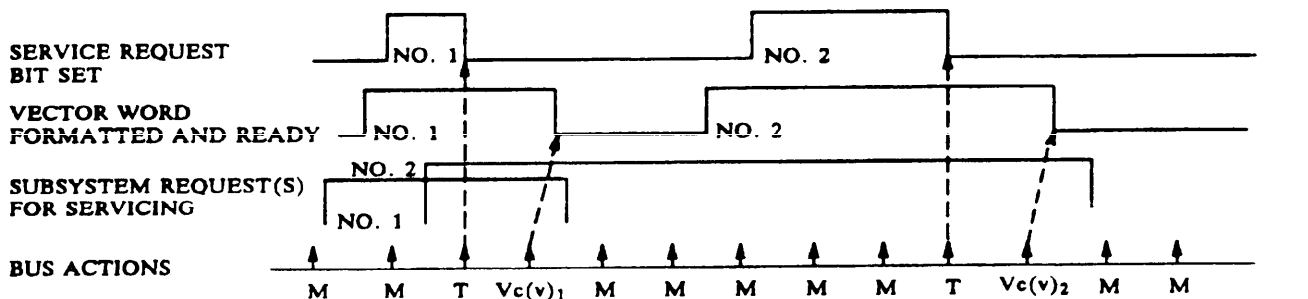 SERVICE REQUEST
BIT SET
NO. 1
NO. 2
VECTOR WORD
FORMATTED AND READY
NO. 1
NO. 2
SUBSYSTEM REQUEST(S)
FOR SERVICING
NO. 2
NO. 1
BUS ACTIONS
M M T Vc(v)1 M M M M M T Vc(v)2 M M